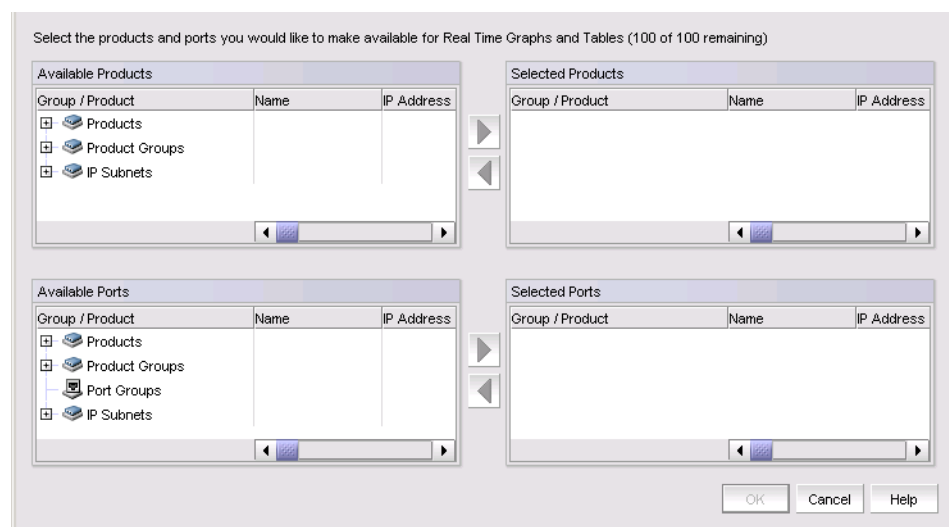 Select the products and ports you would like to make available for Real Time Graphs and Tables (100 of 100 remaining)
Available Products
Group / Product Name IP Address
Products
Product Groups
IP Subnets
Selected Products
Group / Product Name IP Address
Available Ports
Group / Product Name IP Address
Products
Product Groups
Port Groups
IP Subnets
Selected Ports
Group / Product Name IP Address
OK Cancel Help